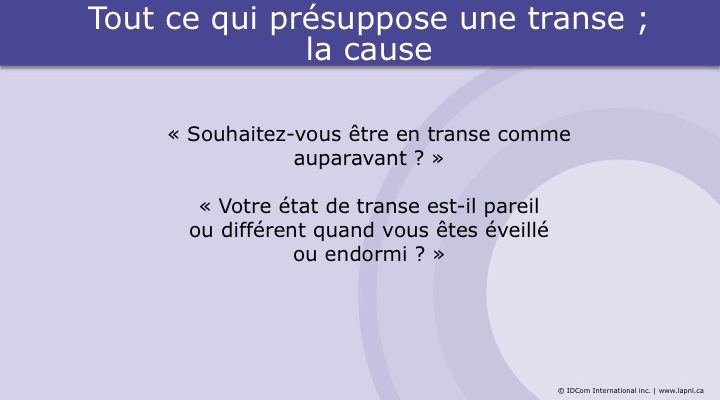 Tout ce qui présuppose une transe ;
la cause
« Souhaitez-vous être en transe comme
auparavant ? »
« Votre état de transe est-il pareil
ou différent quand vous êtes éveillé
ou endormi ? »
© IDCom International inc. | www.lapnl.ca